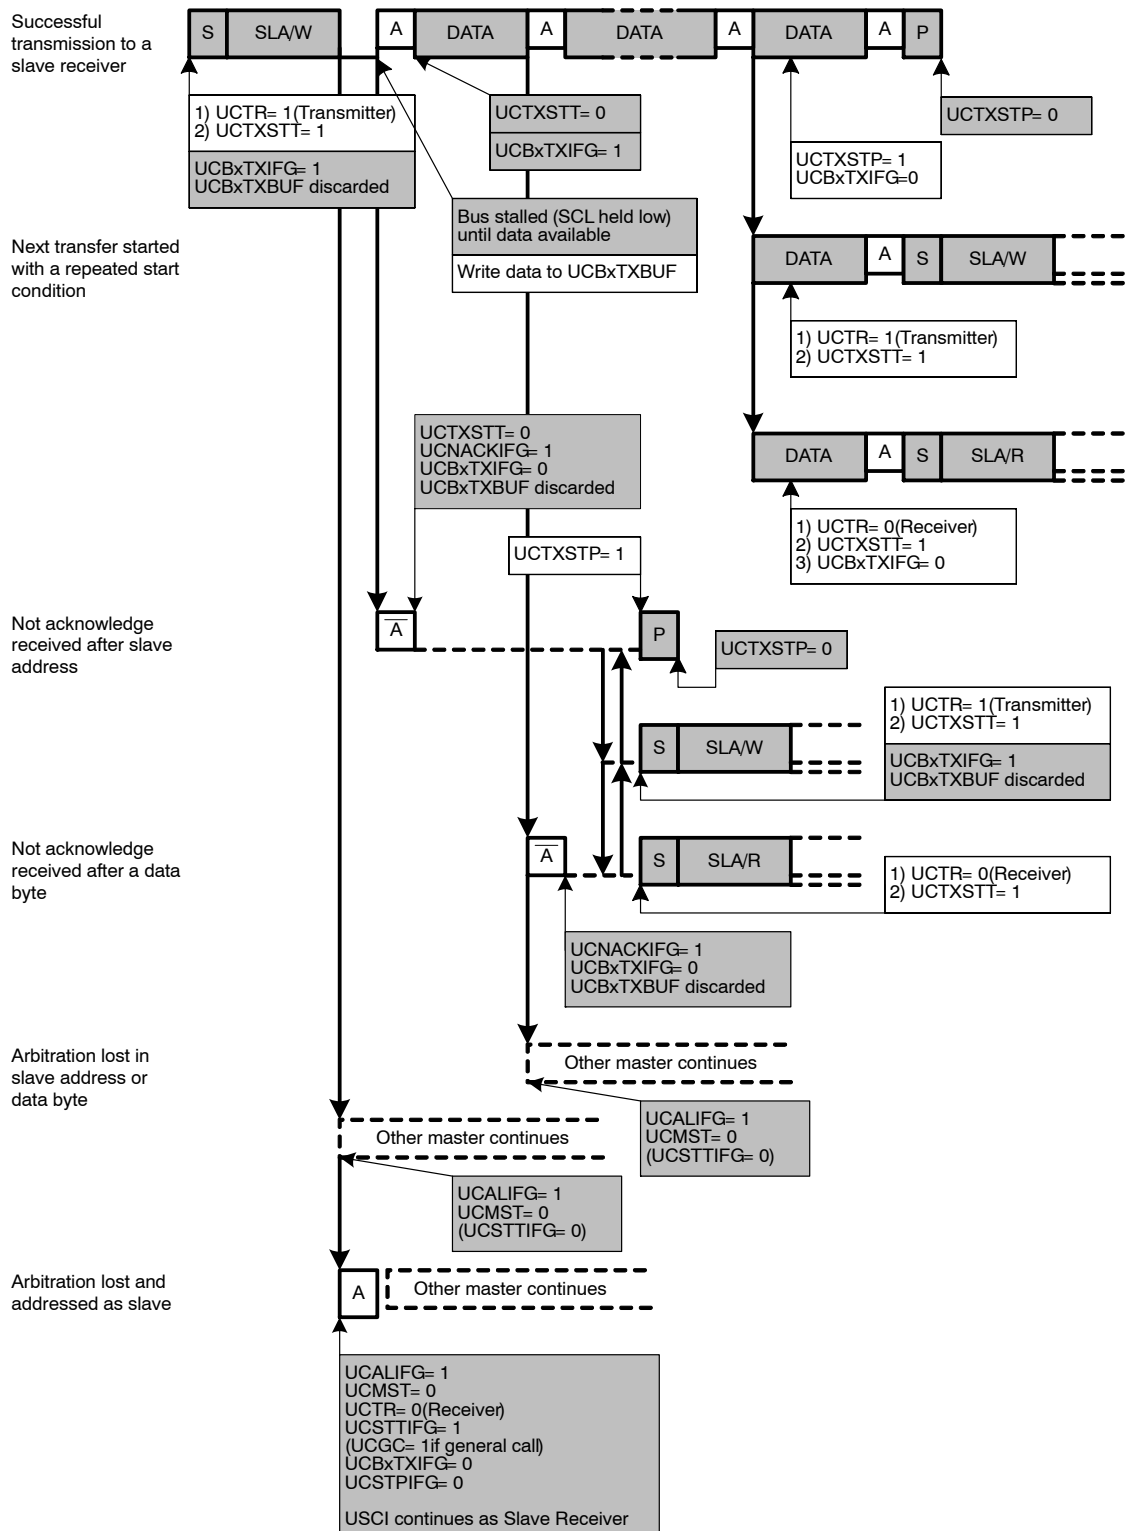 Successful
transmission to a
slave receiver
S
SLA/W
A
DATA
A
DATA
A
DATA
A
P
1) UCTR= 1(Transmitter)
2) UCTXSTT= 1
UCBxTXIFG= 1
UCBxTXBUF discarded
UCTXSTT= 0
UCBxTXIFG= 1
UCTXSTP= 0
UCTXSTP= 1
UCBxTXIFG=0
Bus stalled (SCL held low)
until data available
Write data to UCBxTXBUF
Next transfer started
with a repeated start
condition
DATA
A
S
SLA/W
1) UCTR= 1(Transmitter)
2) UCTXSTT= 1
DATA
A
S
SLA/R
1) UCTR= 0(Receiver)
2) UCTXSTT= 1
3) UCBxTXIFG= 0
UCTXSTT= 0
UCNACKIFG= 1
UCBxTXIFG= 0
UCBxTXBUF discarded
UCTXSTP= 1
Not acknowledge
received after slave
address
A
P
UCTXSTP= 0
S
SLA/W
1) UCTR= 1(Transmitter)
2) UCTXSTT= 1
UCBxTXIFG= 1
UCBxTXBUF discarded
Not acknowledge
received after a data
byte
A
S
SLA/R
1) UCTR= 0(Receiver)
2) UCTXSTT= 1
UCNACKIFG= 1
UCBxTXIFG= 0
UCBxTXBUF discarded
Arbitration lost in
slave address or
data byte
Other master continues
UCALIFG= 1
UCMST= 0
(UCSTTIFG= 0)
Other master continues
UCALIFG= 1
UCMST= 0
(UCSTTIFG= 0)
Arbitration lost and
addressed as slave
A
Other master continues
UCALIFG= 1
UCMST= 0
UCTR= 0(Receiver)
UCSTTIFG= 1
(UCGC= 1if general call)
UCBxTXIFG= 0
UCSTPIFG= 0
USCI continues as Slave Receiver